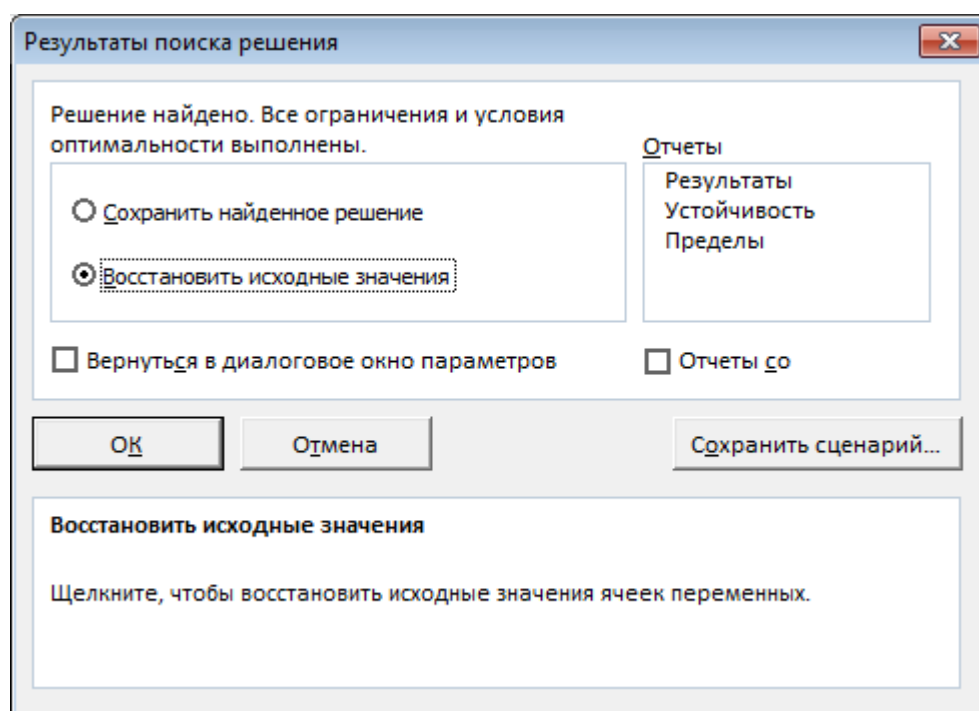 Результаты поиска решения
Решение найдено. Все ограничения и условия
оптимальности выполнены.
Отчеты
Результаты
Устойчивость
Пределы
Сохранить найденное решение
Восстановить исходные значения
Вернуться в диалоговое окно параметров
Отчеты со
ОК
Отмена
Сохранить сценарий...
Восстановить исходные значения
Щелкните, чтобы восстановить исходные значения ячеек переменных.